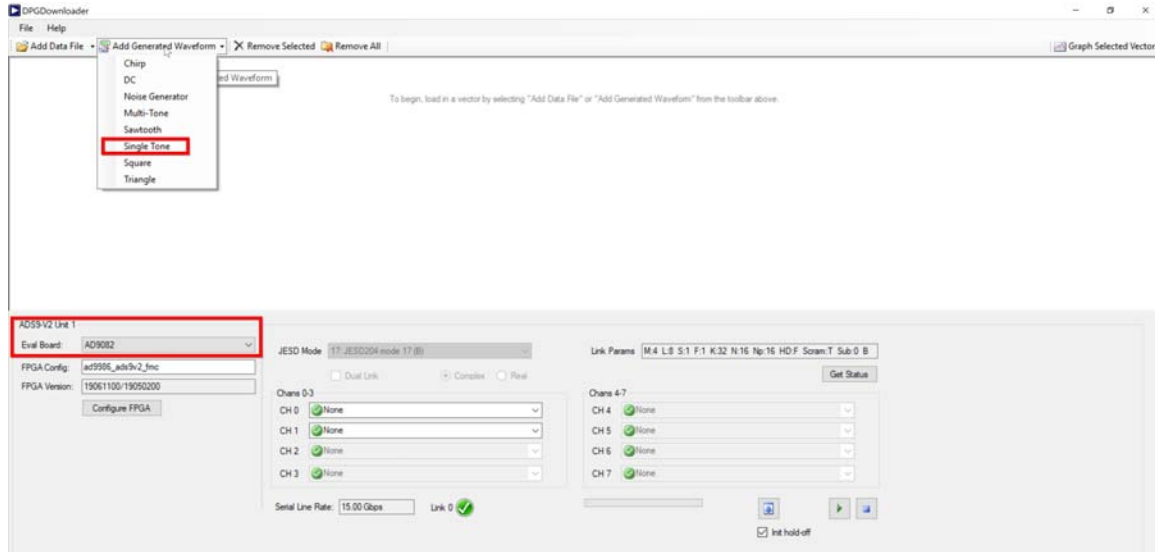 DPGDownloader
File Help
Add Data File Add Generated Waveform Remove Selected Remove All Graph Selected Vector
Chirp
DC
ed Waveform
Noise Generator
Multi-Tone
Sawtooth
Single Tone
Square
Triangle
To begin, load in a vector by selecting "Add Data File" or "Add Generated Waveform" from the toolbar above.
ADS9-V2 Unit 1
Eval Board: AD9082
FPGA Config: ad9986_ads9v2_fmc
FPGA Version: 19061100/19050200
Configure FPGA
JESD Mode 17: JESD204 mode 17 (B)
Dual Link Complex Real
Link Params M:4 L:8 S:1 F:1 K:32 N:16 Np:16 HD:F Scram:T Sub:0 B
Get Status
Chans 0-3
CH 0 None
CH 1 None
CH 2 None
CH 3 None
Chans 4-7
CH 4 None
CH 5 None
CH 6 None
CH 7 None
Serial Line Rate: 15.00 Gbps Link 0
Init hold-off